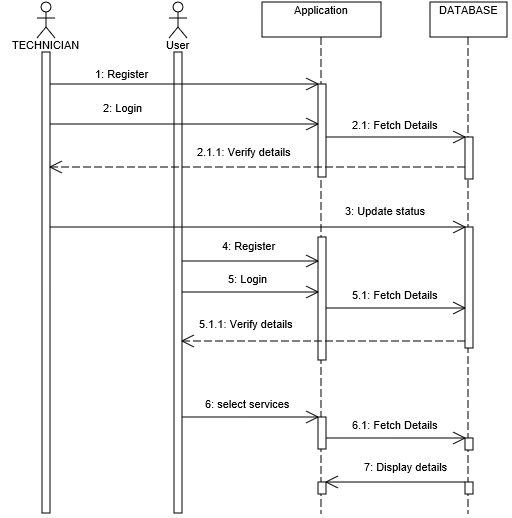 Application
DATABASE
TECHNICIAN
User
1: Register
2: Login
2.1: Fetch Details
2.1.1: Verify details
3: Update status
4: Register
5: Login
5.1: Fetch Details
5.1.1: Verify details
6: select services
6.1: Fetch Details
7: Display details